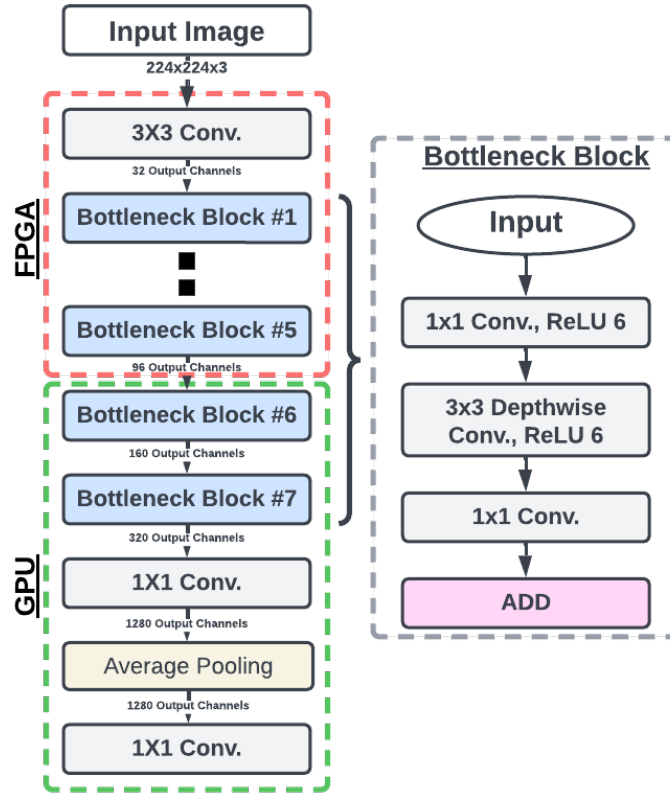 Input Image
224x224x3
FPGA
3X3 Conv.
32 Output Channels
Bottleneck Block #1
Bottleneck Block #5
96 Output Channels
GPU
Bottleneck Block #6
160 Output Channels
Bottleneck Block #7
320 Output Channels
1X1 Conv.
1280 Output Channels
Average Pooling
1280 Output Channels
1X1 Conv.
Bottleneck Block
Input
1x1 Conv., ReLU 6
3x3 Depthwise
Conv., ReLU 6
1x1 Conv.
ADD